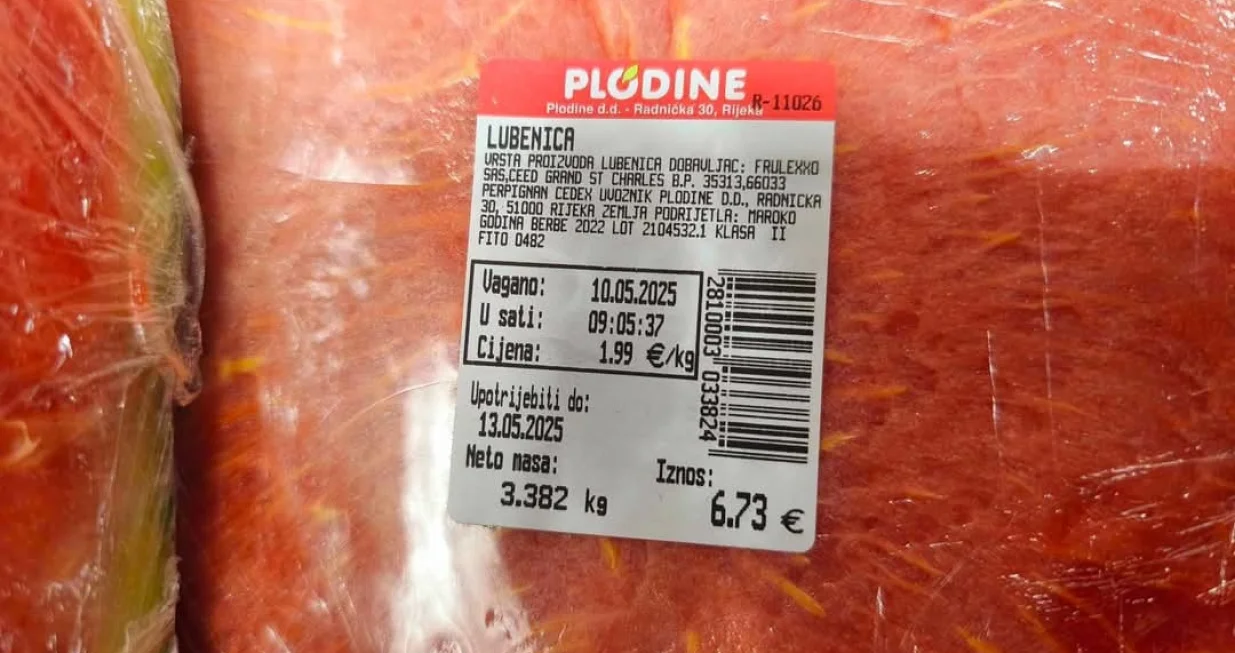 PLODINE
Plodine d.d. - Radnička 30, Rijeka
R-11026
LUBENICA
VRSTA PROIZVODA LUBENICA DOBAVLJAC: FRULEXXO
SAS,CEED GRAND ST CHARLES B.P. 35313,66033
PERPIGNAN CEDEX UVOZNIK PLODINE D.D., RADNICKA
30, 51000 RIJEKA ZEMLJA PODRIJETLA: MAROKO
GODINA BERBE 2022 LOT 2104532.1 KLASA II
FITO 0482
Vagano: 10.05.2025
U sati: 09:05:37
Cijena: 1.99 €/kg
2810003 033824
Upotrijebiti do:
13.05.2025
Neto masa:
3.382 kg
Iznos:
6.73 €